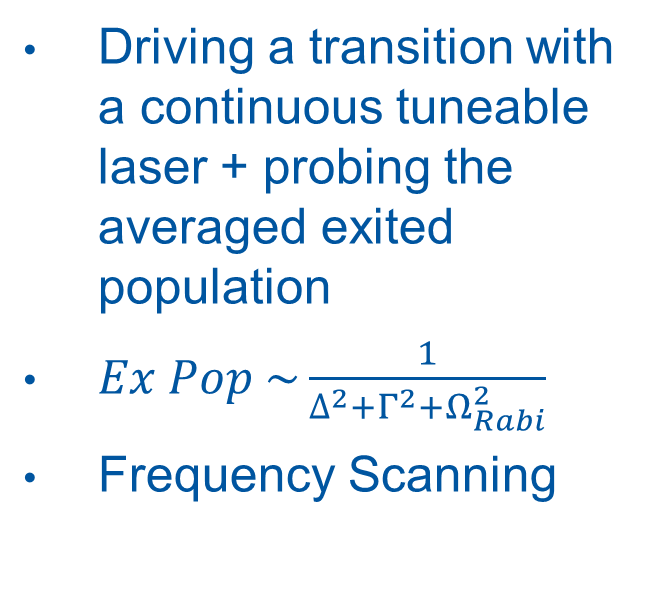 • Driving a transition with
a continuous tuneable
laser + probing the
averaged exited
population
• Ex Pop ~ 1 / (Δ²+Γ²+Ω²_Rabi)
• Frequency Scanning